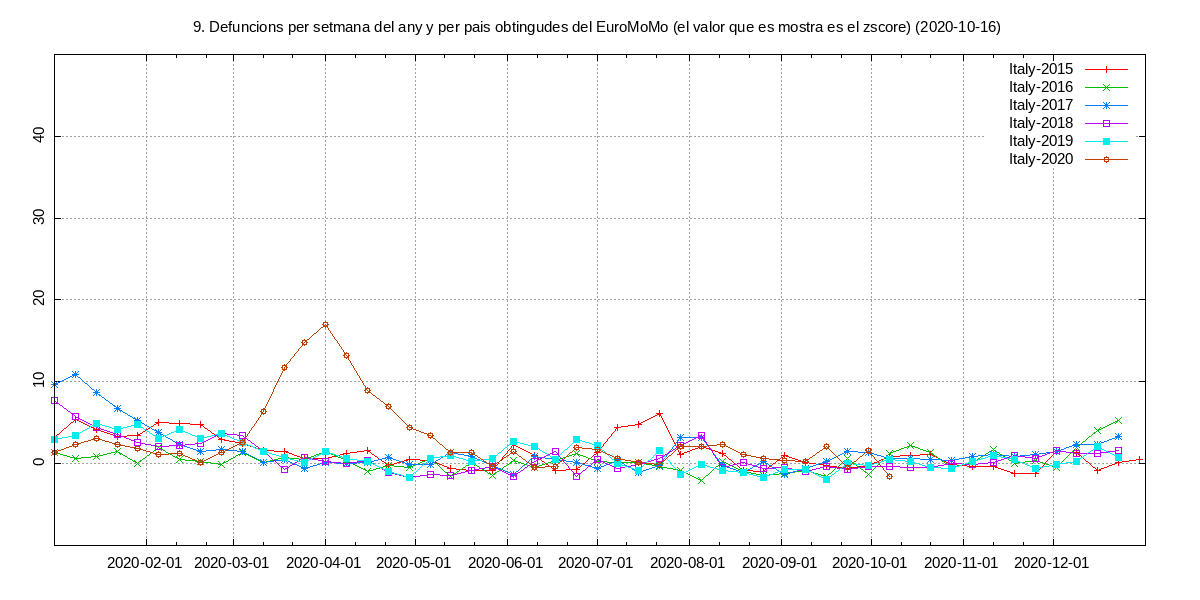 9. Defuncions per setmana del any y per pais obtingudes del EuroMoMo (el valor que es mostra es el zscore) (2020-10-16)
Italy-2015
Italy-2016
Italy-2017
Italy-2018
Italy-2019
Italy-2020
40
30
20
10
0
2020-02-01 2020-03-01 2020-04-01 2020-05-01 2020-06-01 2020-07-01 2020-08-01 2020-09-01 2020-10-01 2020-11-01 2020-12-01